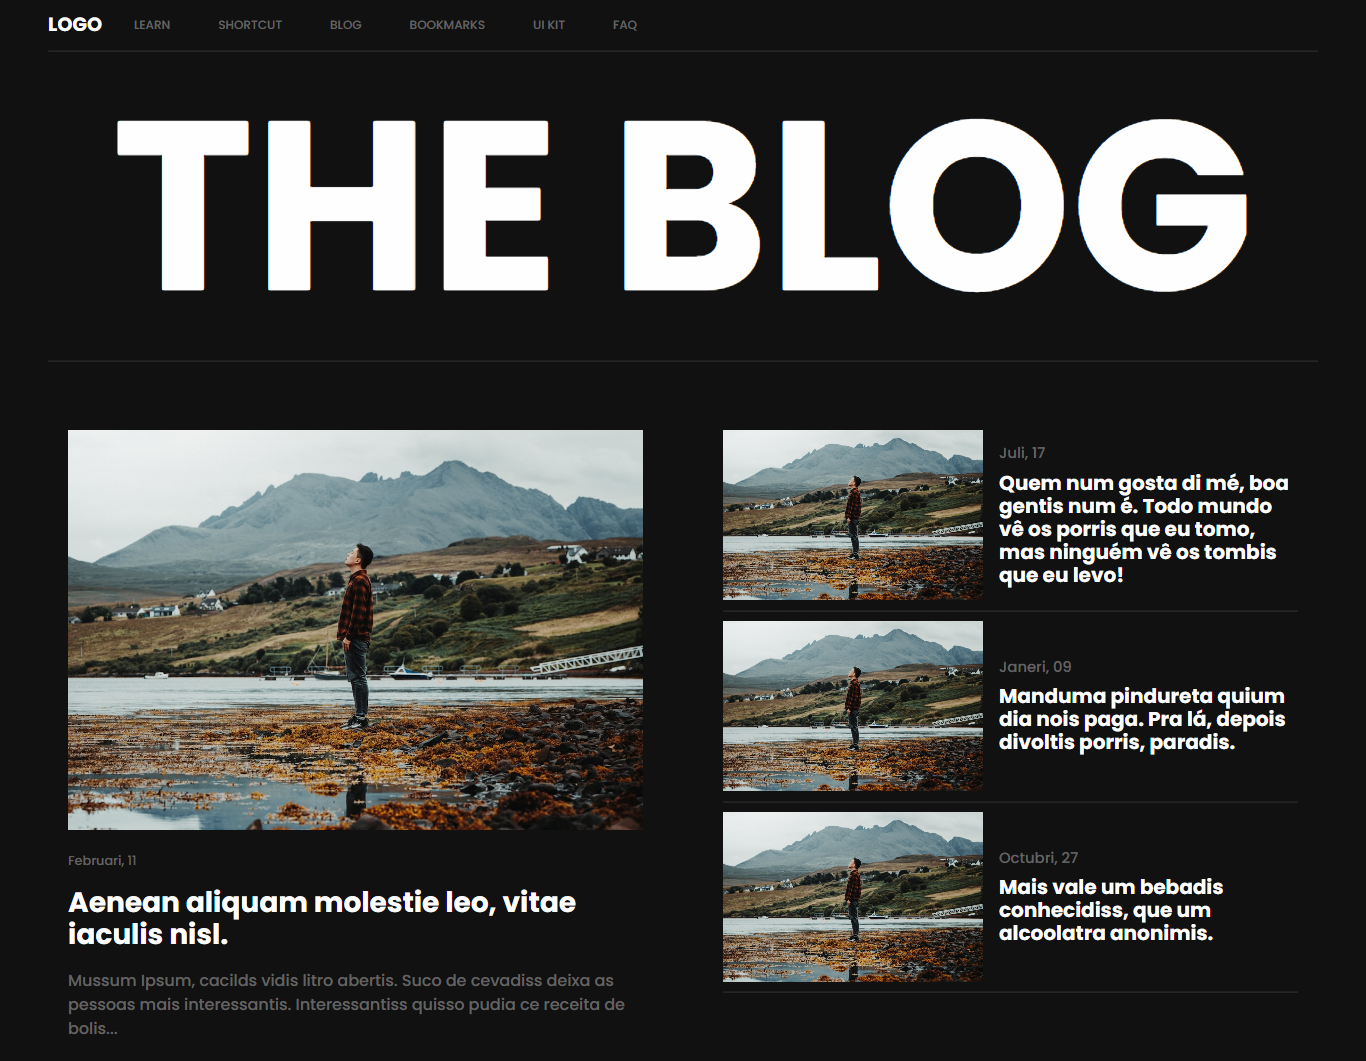 LOGO LEARN SHORTCUT BLOG BOOKMARKS UI KIT FAQ
THE BLOG
Februari, 11
Aenean aliquam molestie leo, vitae
iaculis nisl.
Mussum Ipsum, cacilds vidis litro abertis. Suco de cevadiss deixa as
pessoas mais interessantis. Interessantiss quisso pudia ce receita de
bolis...
Juli, 17
Quem num gosta di mé, boa
gentis num é. Todo mundo
vê os porris que eu tomo,
mas ninguém vê os tombis
que eu levo!
Janeri, 09
Manduma pindureta quium
dia nois paga. Pra lá, depois
divoltis porris, paradis.
Octubri, 27
Mais vale um bebadis
conhecidiss, que um
alcoolatra anonimis.